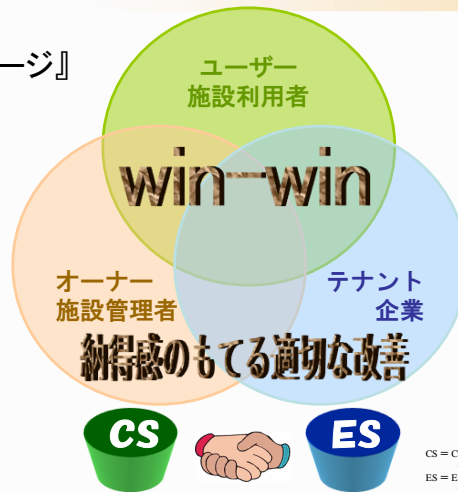 ージ』
ユーザー
施設利用者
win-win
オーナー
施設管理者
テナント
企業
納得感のもてる適切な改善
CS
ES
CS = C
ES = E